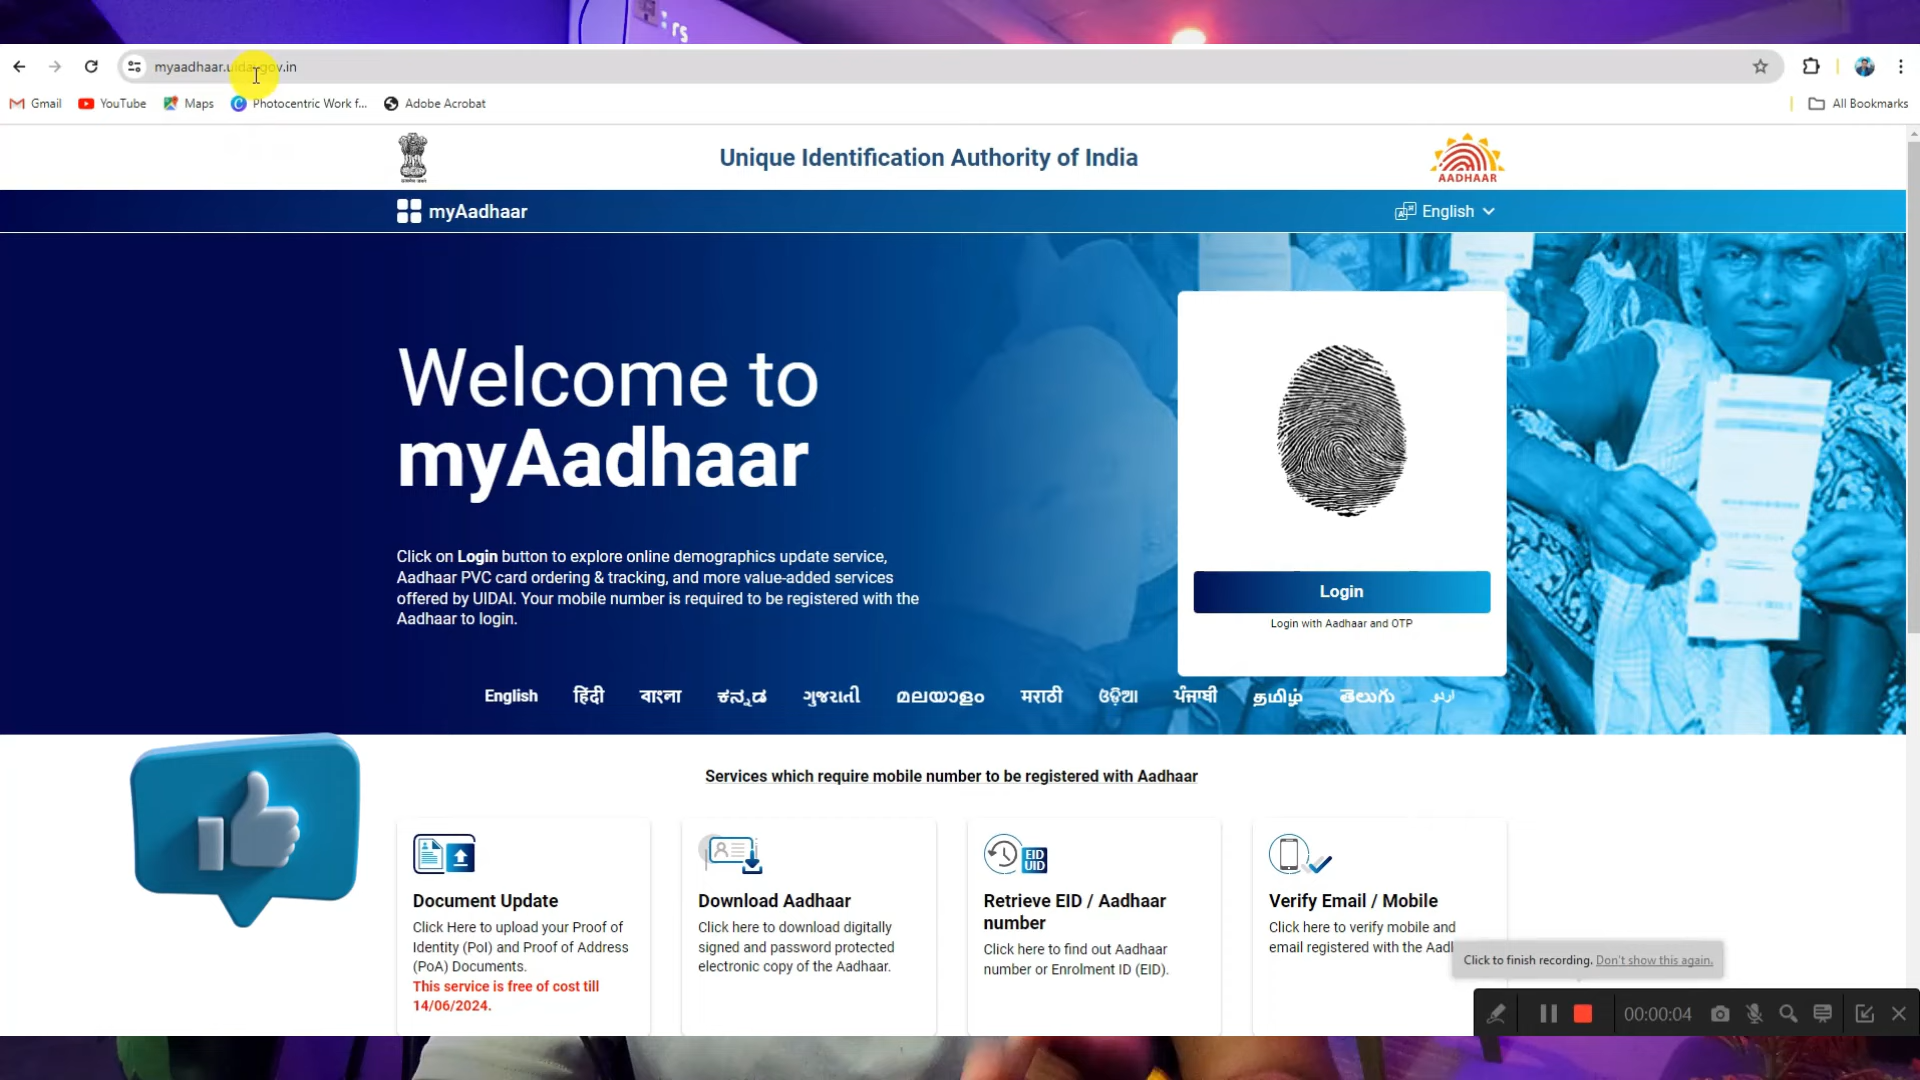 myaadhaar.uidai.gov.in
Gmail
YouTube
Maps
Photocentric Work f...
Adobe Acrobat
All Bookmarks
Unique Identification Authority of India
AADHAAR
myAadhaar
English
Welcome to
myAadhaar
Click on Login button to explore online demographics update service,
Aadhaar PVC card ordering & tracking, and more value-added services
offered by UIDAI. Your mobile number is required to be registered with the
Aadhaar to login.
Login
Login with Aadhaar and OTP
English हिंदी বাংলা ಕನ್ನಡ ગુજરાતી മലയാളം मराठी ଓଡ଼ିଆ ਪੰਜਾਬੀ தமிழ் తెలుగు اردو
Services which require mobile number to be registered with Aadhaar
Document Update
Click Here to upload your Proof of
Identity (PoI) and Proof of Address
(PoA) Documents.
This service is free of cost till
14/06/2024.
Download Aadhaar
Click here to download digitally
signed and password protected
electronic copy of the Aadhaar.
EID
UID
Retrieve EID / Aadhaar
number
Click here to find out Aadhaar
number or Enrolment ID (EID).
Verify Email / Mobile
Click here to verify mobile and
email registered with the Aad
Click to finish recording. Don't show this again.
00:00:04